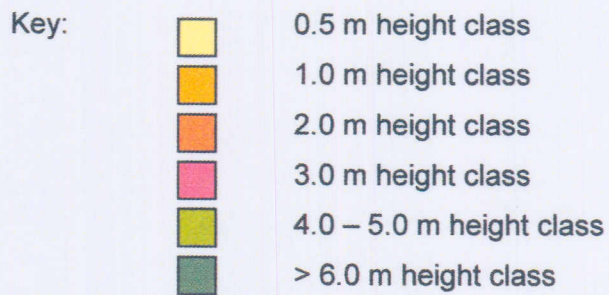 Key: 0.5 m height class
1.0 m height class
2.0 m height class
3.0 m height class
4.0 – 5.0 m height class
> 6.0 m height class